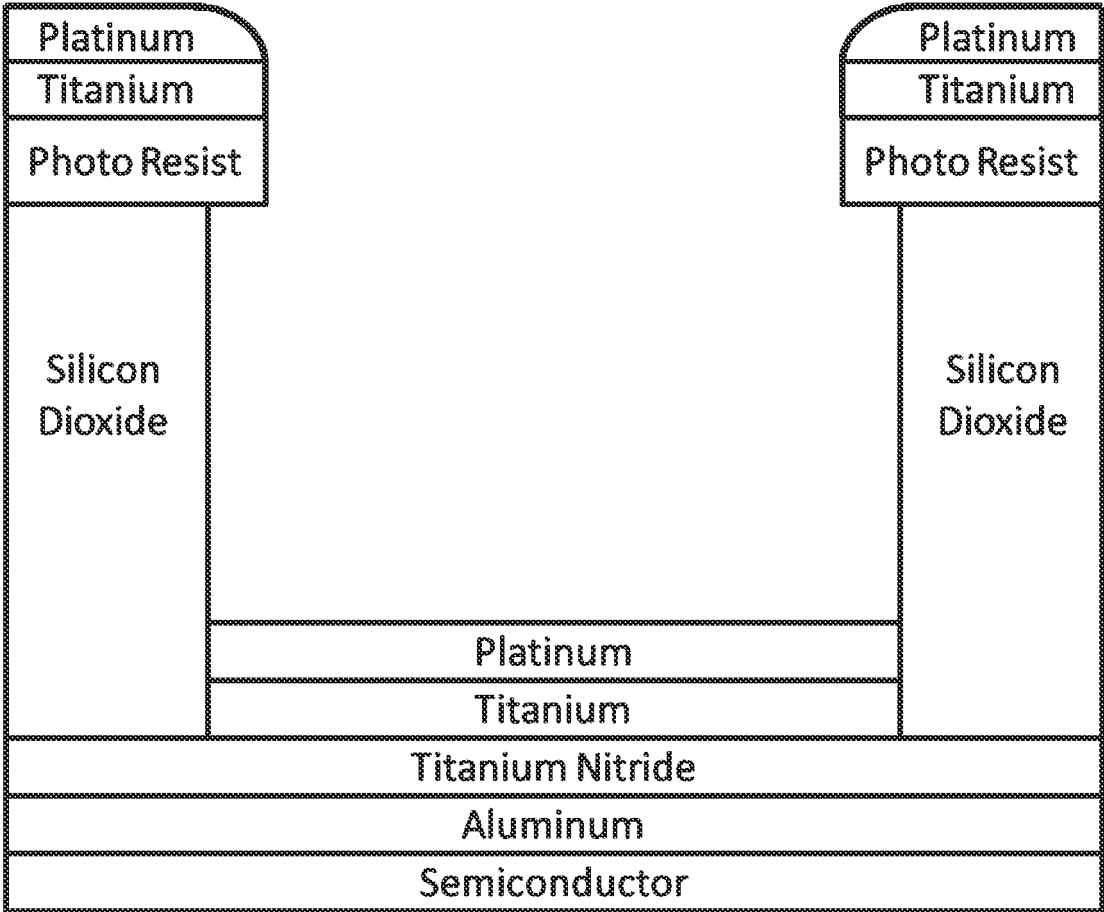 Platinum
Platinum
Titanium
Titanium
Photo Resist
Photo Resist
Silicon
Dioxide
Silicon
Dioxide
Platinum
Titanium
Titanium Nitride
Aluminum
Semiconductor